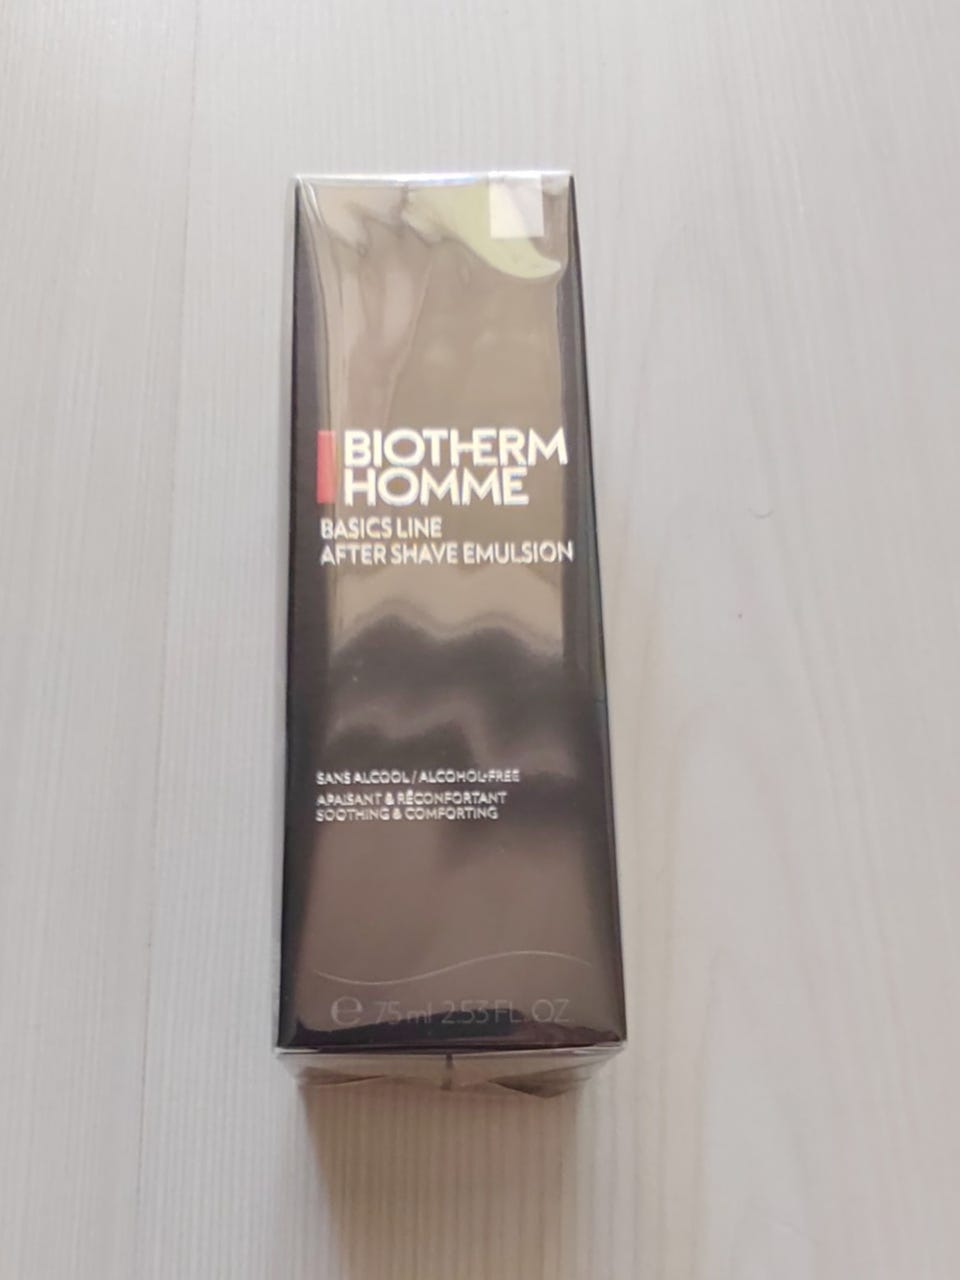 BIOTHERM
HOMME
BASICS LINE
AFTER SHAVE EMULSION
SANS ALCOOL / ALCOHOL-FREE
APAISANT & RÉCONFORTANT
SOOTHING & COMFORTING
℮ 75 ml 2.53 FL. OZ.